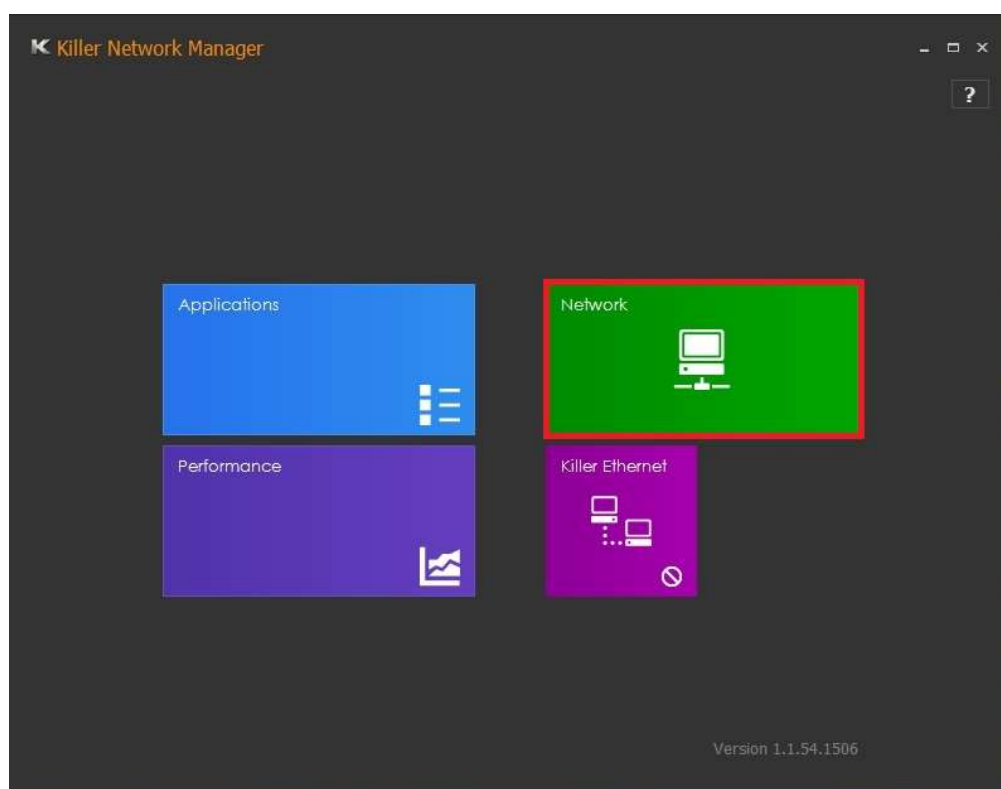 K Killer Network Manager
?
Applications
Network
Performance
Killer Ethernet
Version 1.1.54.1506